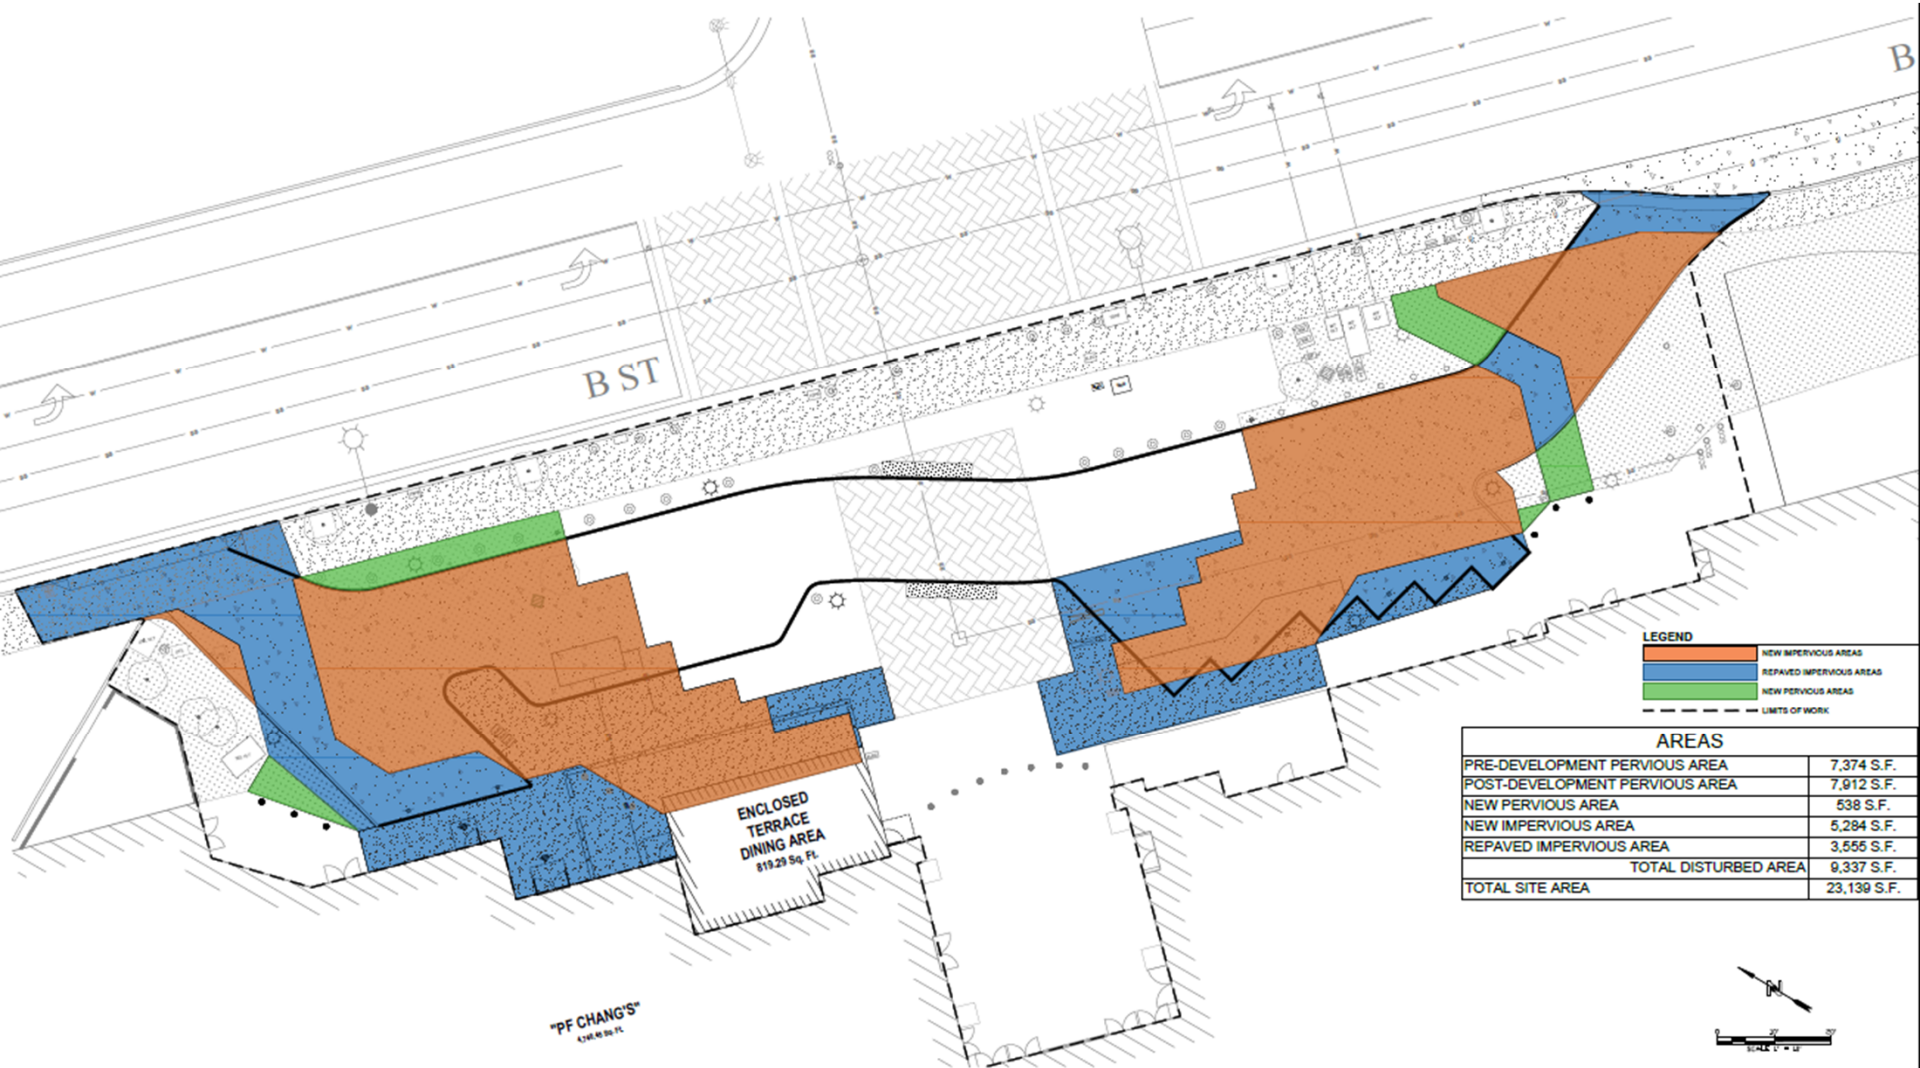 B
B ST
LEGEND
NEW IMPERVIOUS AREAS
REPAVED IMPERVIOUS AREAS
NEW PERVIOUS AREAS
LIMITS OF WORK
AREAS
PRE-DEVELOPMENT PERVIOUS AREA 7,374 S.F.
POST-DEVELOPMENT PERVIOUS AREA 7,912 S.F.
NEW PERVIOUS AREA 538 S.F.
NEW IMPERVIOUS AREA 5,284 S.F.
REPAVED IMPERVIOUS AREA 3,555 S.F.
TOTAL DISTURBED AREA 9,337 S.F.
TOTAL SITE AREA 23,139 S.F.
ENCLOSED
TERRACE
DINING AREA
819.29 Sq. Ft.
"PF CHANG'S"
N